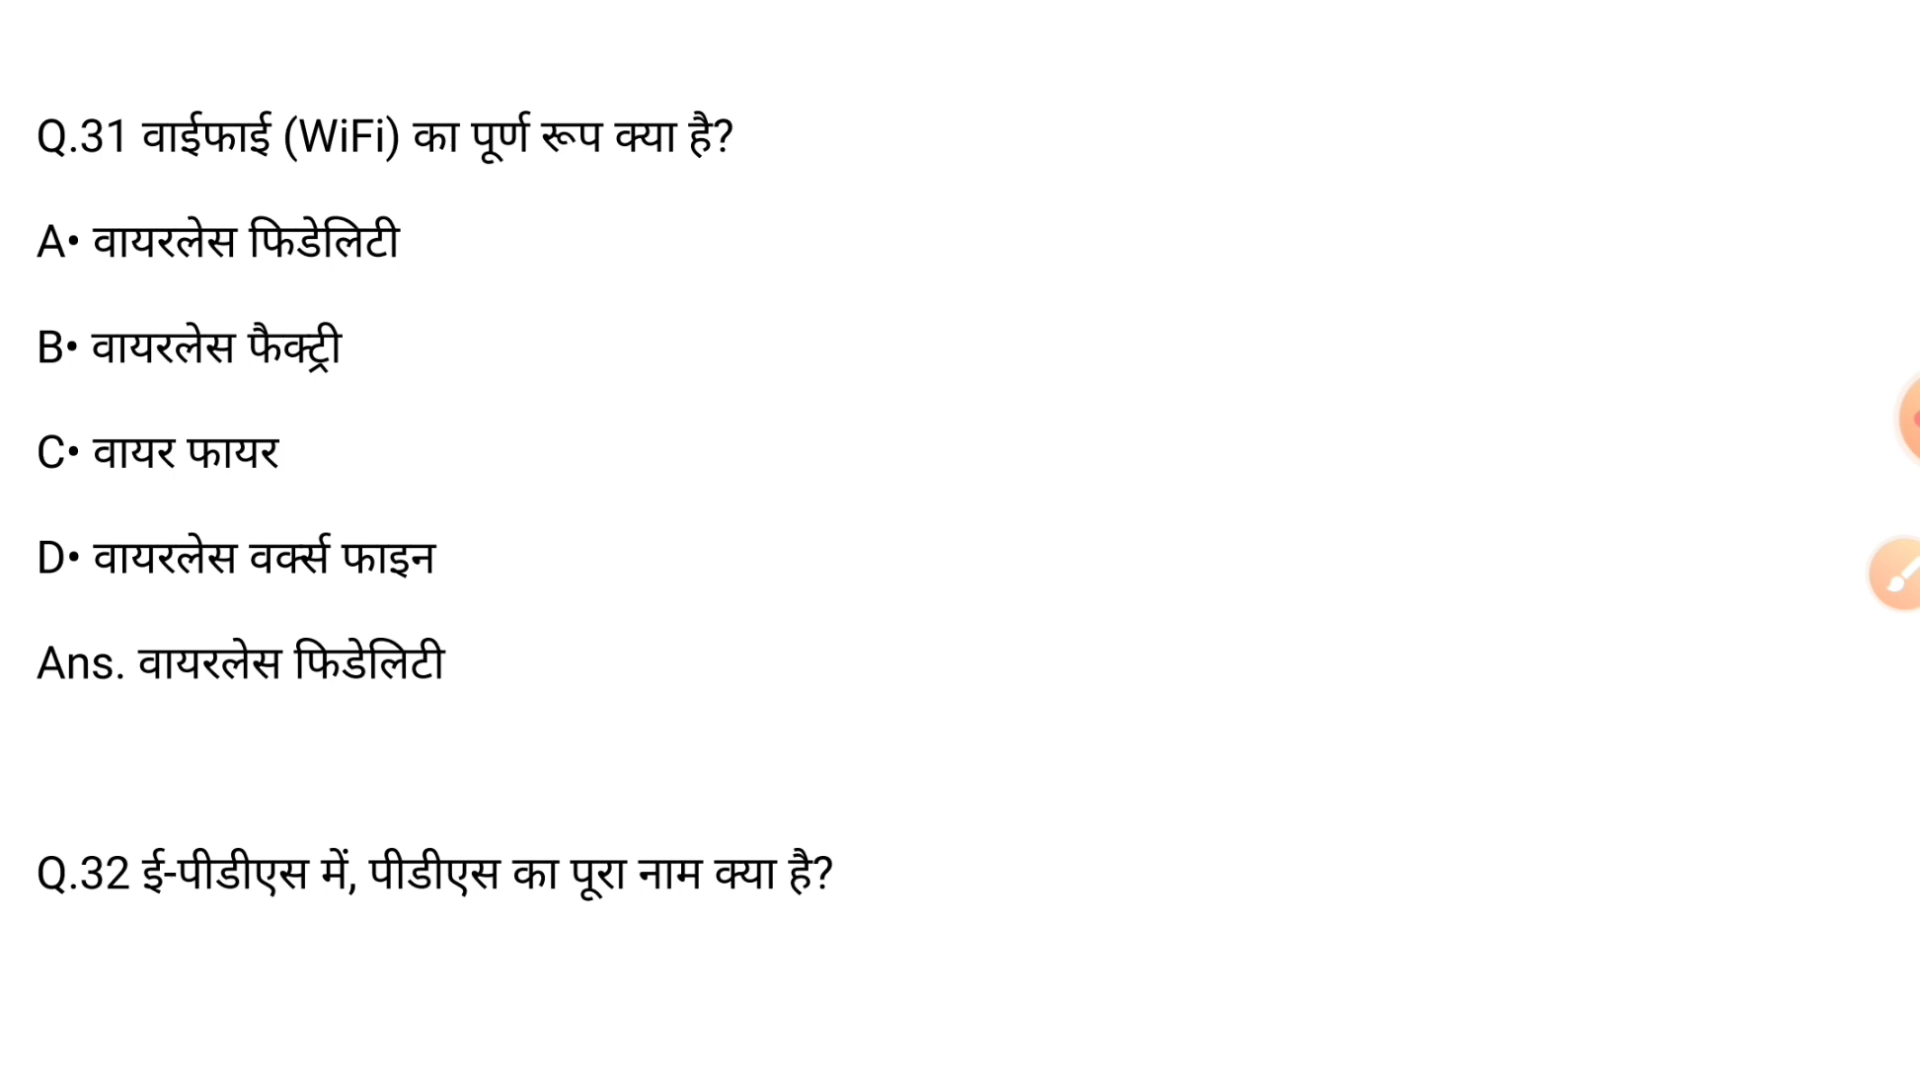 Q.31 वाईफाई (WiFi) का पूर्ण रूप क्या है?
A• वायरलेस फिडेलिटी
B• वायरलेस फैक्ट्री
C• वायर फायर
D• वायरलेस वर्क्स फाइन
Ans. वायरलेस फिडेलिटी
Q.32 ई-पीडीएस में, पीडीएस का पूरा नाम क्या है?